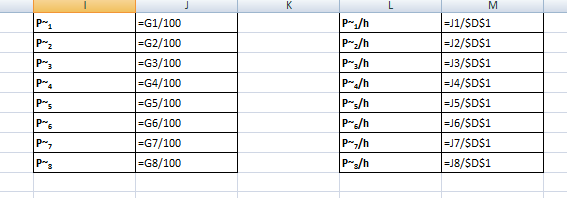 I J K L M
P~₁ =G1/100 P~₁/h =J1/$D$1
P~₂ =G2/100 P~₂/h =J2/$D$1
P~₃ =G3/100 P~₃/h =J3/$D$1
P~₄ =G4/100 P~₄/h =J4/$D$1
P~₅ =G5/100 P~₅/h =J5/$D$1
P~₆ =G6/100 P~₆/h =J6/$D$1
P~₇ =G7/100 P~₇/h =J7/$D$1
P~₈ =G8/100 P~₈/h =J8/$D$1